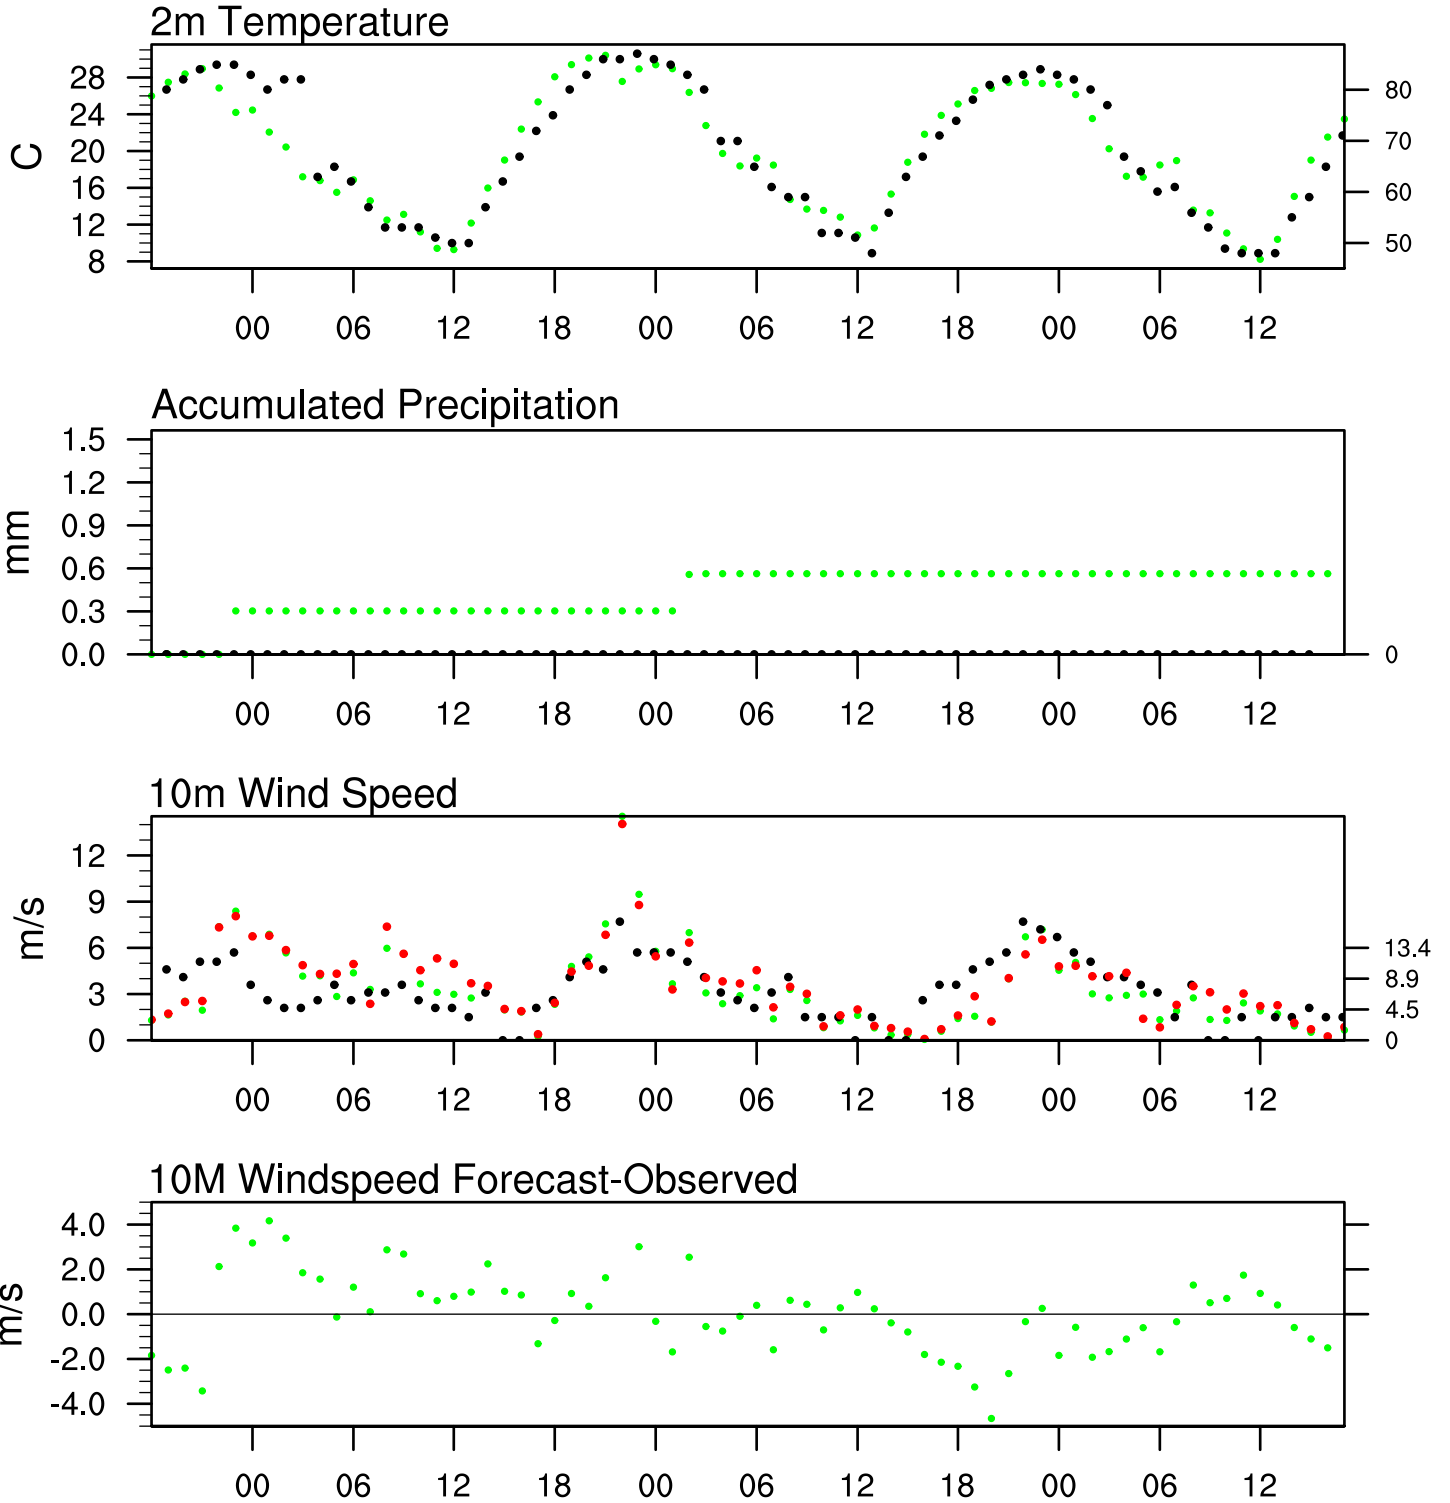 2m Temperature
C
28
24
20
16
12
8
80
70
60
50
00 06 12 18 00 06 12 18 00 06 12
Accumulated Precipitation
mm
1.5
1.2
0.9
0.6
0.3
0.0
0
00 06 12 18 00 06 12 18 00 06 12
10m Wind Speed
m/s
12
9
6
3
0
13.4
8.9
4.5
0
00 06 12 18 00 06 12 18 00 06 12
10M Windspeed Forecast-Observed
m/s
4.0
2.0
0.0
-2.0
-4.0
00 06 12 18 00 06 12 18 00 06 12